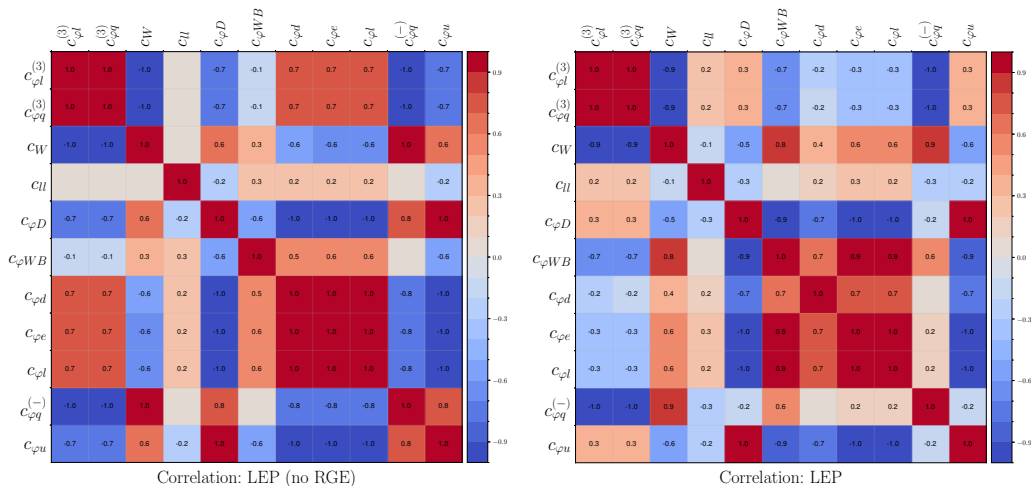 c_{φl}^{(3)} c_{φq}^{(3)} c_W c_{ll} c_{φD} c_{φWB} c_{φd} c_{φe} c_{φl} c_{φq}^{(-)} c_{φu}
c_{φl}^{(3)} 1.0 1.0 -1.0 -0.7 -0.1 0.7 0.7 0.7 -1.0 -0.7
c_{φq}^{(3)} 1.0 1.0 -1.0 -0.7 -0.1 0.7 0.7 0.7 -1.0 -0.7
c_W -1.0 -1.0 1.0 0.6 0.3 -0.6 -0.6 -0.6 1.0 0.6
c_{ll} 1.0 -0.2 0.3 0.2 0.2 0.2 -0.2
c_{φD} -0.7 -0.7 0.6 -0.2 1.0 -0.6 -1.0 -1.0 -1.0 0.8 1.0
c_{φWB} -0.1 -0.1 0.3 0.3 -0.6 1.0 0.5 0.6 0.6 -0.6
c_{φd} 0.7 0.7 -0.6 0.2 -1.0 0.5 1.0 1.0 1.0 -0.8 -1.0
c_{φe} 0.7 0.7 -0.6 0.2 -1.0 0.6 1.0 1.0 1.0 -0.8 -1.0
c_{φl} 0.7 0.7 -0.6 0.2 -1.0 0.6 1.0 1.0 1.0 -0.8 -1.0
c_{φq}^{(-)} -1.0 -1.0 1.0 0.8 -0.8 -0.8 -0.8 1.0 0.8
c_{φu} -0.7 -0.7 0.6 -0.2 1.0 -0.6 -1.0 -1.0 -1.0 0.8 1.0
0.9
0.6
0.3
0.0
−0.3
−0.6
−0.9
Correlation: LEP (no RGE)
c_{φl}^{(3)} c_{φq}^{(3)} c_W c_{ll} c_{φD} c_{φWB} c_{φd} c_{φe} c_{φl} c_{φq}^{(-)} c_{φu}
c_{φl}^{(3)} 1.0 1.0 -0.9 0.2 0.3 -0.7 -0.2 -0.3 -0.3 -1.0 0.3
c_{φq}^{(3)} 1.0 1.0 -0.9 0.2 0.3 -0.7 -0.2 -0.3 -0.3 -1.0 0.3
c_W -0.9 -0.9 1.0 -0.1 -0.5 0.8 0.4 0.6 0.6 0.9 -0.6
c_{ll} 0.2 0.2 -0.1 1.0 -0.3 0.2 0.3 0.2 -0.3 -0.2
c_{φD} 0.3 0.3 -0.5 -0.3 1.0 -0.9 -0.7 -1.0 -1.0 -0.2 1.0
c_{φWB} -0.7 -0.7 0.8 -0.9 1.0 0.7 0.9 0.9 0.6 -0.9
c_{φd} -0.2 -0.2 0.4 0.2 -0.7 0.7 1.0 0.7 0.7 -0.7
c_{φe} -0.3 -0.3 0.6 0.3 -1.0 0.9 0.7 1.0 1.0 0.2 -1.0
c_{φl} -0.3 -0.3 0.6 0.2 -1.0 0.9 0.7 1.0 1.0 0.2 -1.0
c_{φq}^{(-)} -1.0 -1.0 0.9 -0.3 -0.2 0.6 0.2 0.2 1.0 -0.2
c_{φu} 0.3 0.3 -0.6 -0.2 1.0 -0.9 -0.7 -1.0 -1.0 -0.2 1.0
0.9
0.6
0.3
0.0
−0.3
−0.6
−0.9
Correlation: LEP